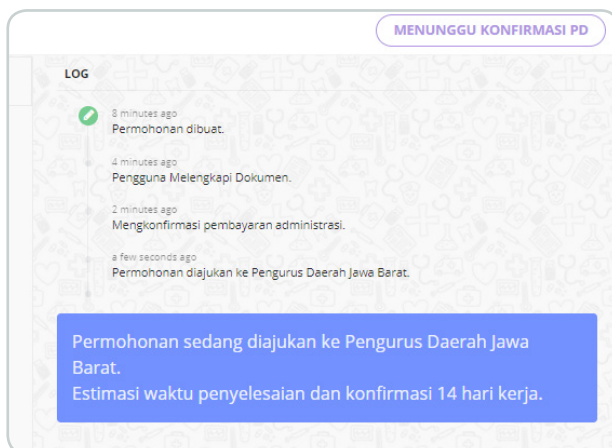 MENUNGGU KONFIRMASI PD
LOG
8 minutes ago
Permohonan dibuat.
4 minutes ago
Pengguna Melengkapi Dokumen.
2 minutes ago
Mengkonfirmasi pembayaran administrasi.
a few seconds ago
Permohonan diajukan ke Pengurus Daerah Jawa Barat.
Permohonan sedang diajukan ke Pengurus Daerah Jawa
Barat.
Estimasi waktu penyelesaian dan konfirmasi 14 hari kerja.